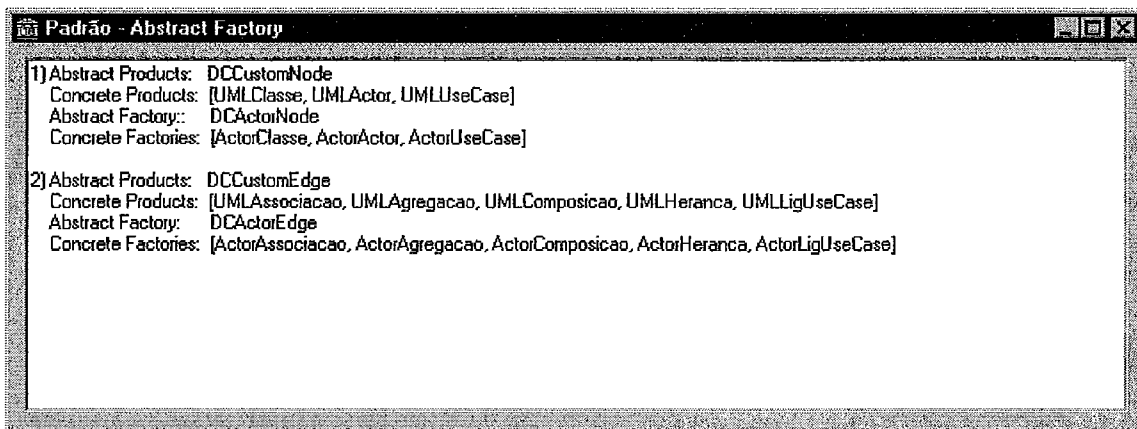 Padrão - Abstract Factory
1) Abstract Products: DCCustomNode
Concrete Products: [UMLClasse, UMLActor, UMLUseCase]
Abstract Factory:: DCActorNode
Concrete Factories: [ActorClasse, ActorActor, ActorUseCase]
2) Abstract Products: DCCustomEdge
Concrete Products: [UMLAssociacao, UMLAgregacao, UMLComposicao, UMLHeranca, UMLLigUseCase]
Abstract Factory: DCActorEdge
Concrete Factories: [ActorAssociacao, ActorAgregacao, ActorComposicao, ActorHeranca, ActorLigUseCase]